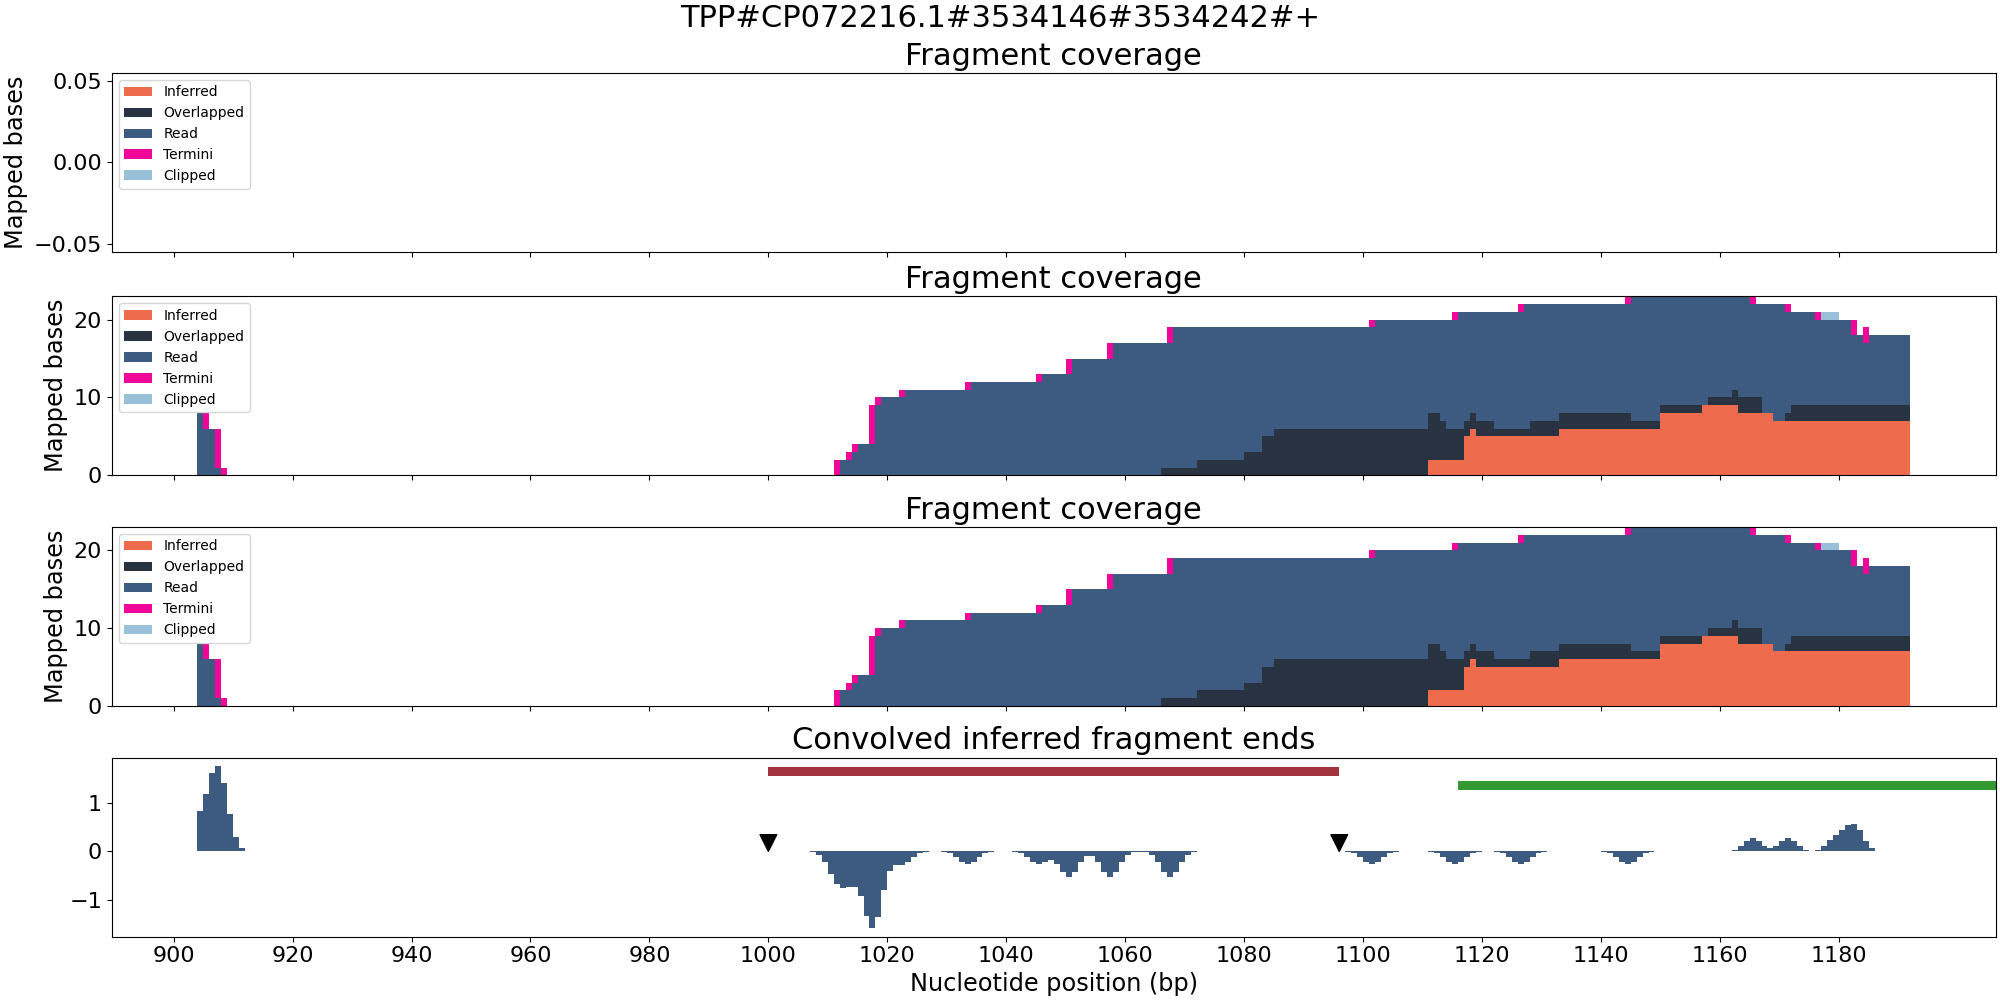 TPP#CP072216.1#3534146#3534242#+
Fragment coverage
Mapped bases
0.05
0.00
−0.05
Inferred
Overlapped
Read
Termini
Clipped
Fragment coverage
Mapped bases
20
10
0
Inferred
Overlapped
Read
Termini
Clipped
Fragment coverage
Mapped bases
20
10
0
Inferred
Overlapped
Read
Termini
Clipped
Convolved inferred fragment ends
1
0
−1
900 920 940 960 980 1000 1020 1040 1060 1080 1100 1120 1140 1160 1180
Nucleotide position (bp)